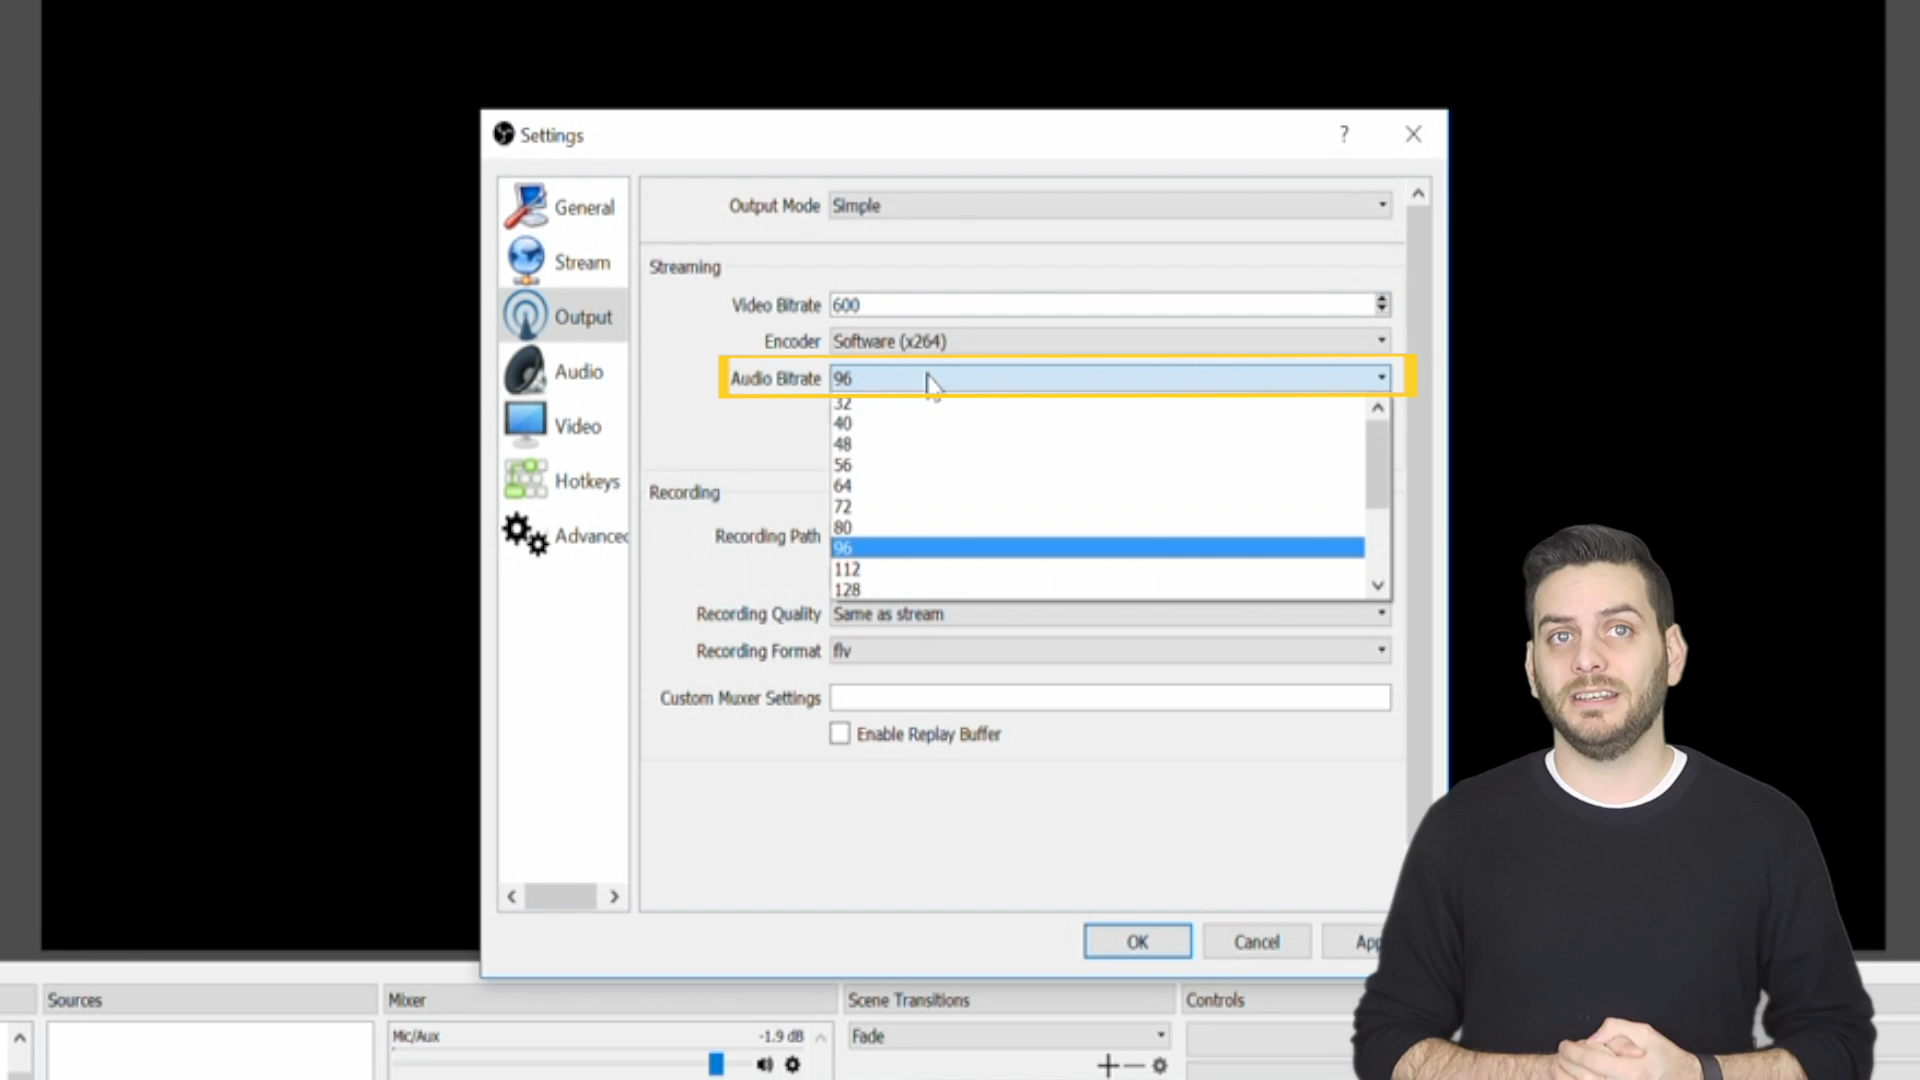 Settings
?
General
Stream
Output
Audio
Video
Hotkeys
Advanced
Output Mode Simple
Streaming
Video Bitrate 600
Encoder Software (x264)
Audio Bitrate 96
32
40
48
56
64
72
80
96
112
128
Recording
Recording Path
Recording Quality Same as stream
Recording Format flv
Custom Muxer Settings
Enable Replay Buffer
OK Cancel App
Sources
Mixer
Mic/Aux -1.9 dB
Scene Transitions
Fade
Controls